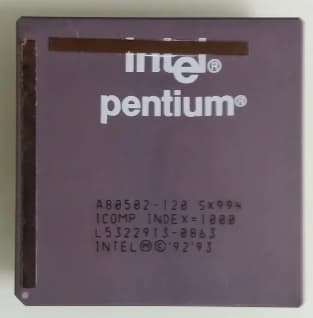 intel®
pentium®
A80502-120 SX994
ICOMP INDEX=1000
L5322913-0863
INTEL Ⓜ © '92'93